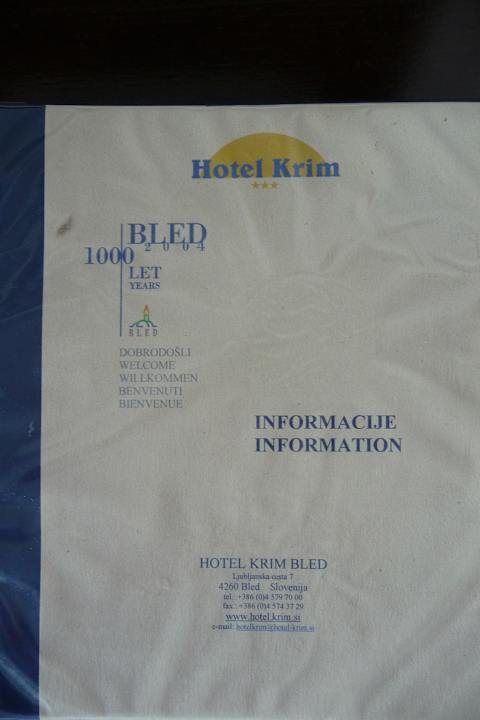 Hotel Krim
BLED
2004
1000
LET
YEARS
BLED
DOBRODOŠLI
WELCOME
WILLKOMMEN
BENVENUTI
BIENVENUE
INFORMACIJE
INFORMATION
HOTEL KRIM BLED
Ljubljanska cesta 7
4260 Bled Slovenija
tel.: +386 (0)4 579 70 00
fax.: +386 (0)4 574 37 29
www.hotel-krim.si
e-mail: hotelkrim@hotel-krim.si